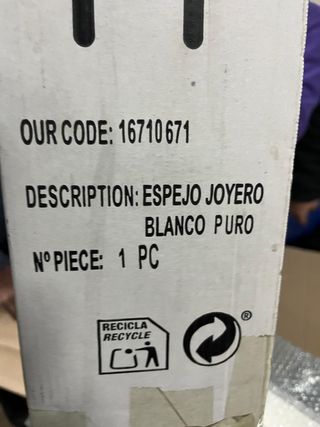 OUR CODE: 16710671
DESCRIPTION: ESPEJO JOYERO
BLANCO PURO
Nº PIECE: 1 PC
RECICLA
RECYCLE
®